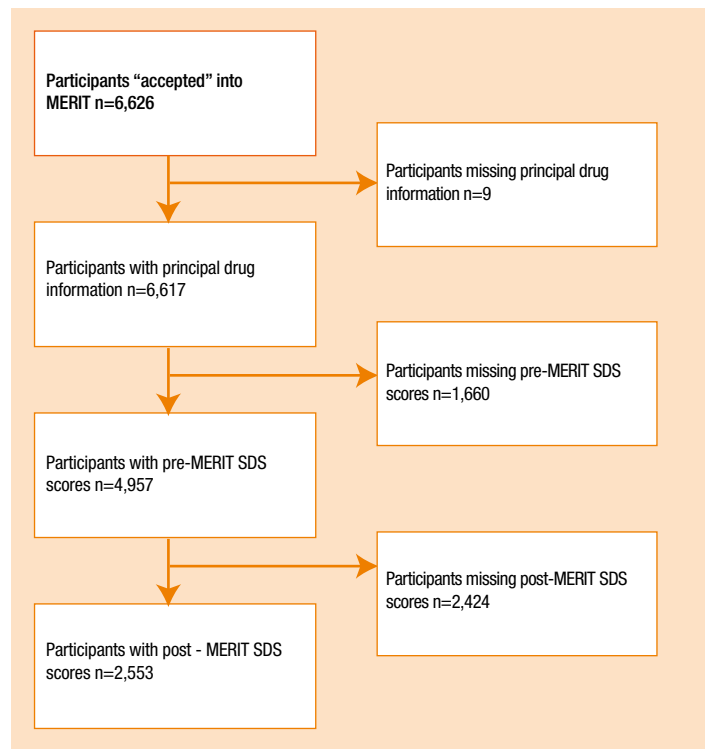 Participants “accepted” into
MERIT n=6,626
Participants missing principal drug
information n=9
Participants with principal drug
information n=6,617
Participants missing pre-MERIT SDS
scores n=1,660
Participants with pre-MERIT SDS
scores n=4,957
Participants missing post-MERIT SDS
scores n=2,424
Participants with post - MERIT SDS
scores n=2,553